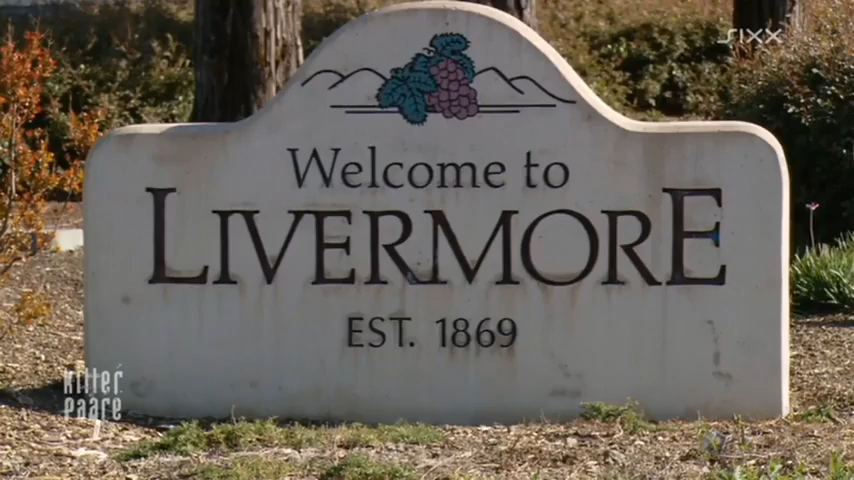 sixx
Welcome to
LIVERMORE
EST. 1869
Killer
Paare